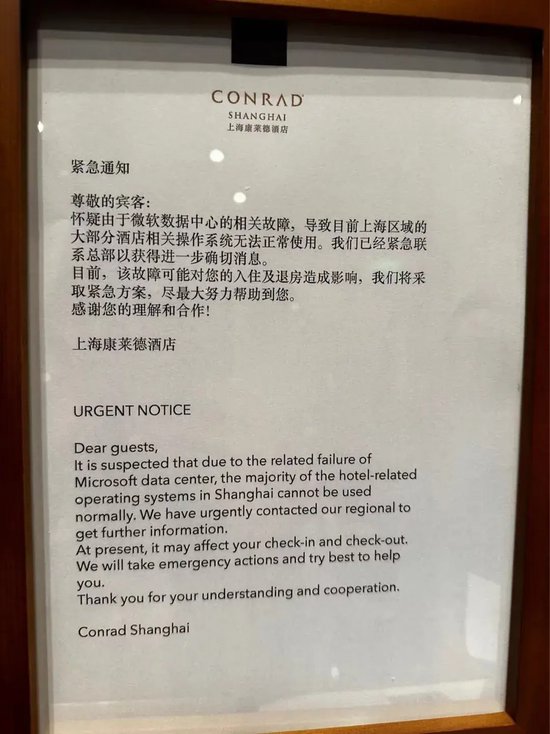 CONRAD
SHANGHAI
上海康莱德酒店
紧急通知
尊敬的宾客:
怀疑由于微软数据中心的相关故障，导致目前上海区域的
大部分酒店相关操作系统无法正常使用。我们已经紧急联
系总部以获得进一步确切消息。
目前，该故障可能对您的入住及退房造成影响，我们将采
取紧急方案，尽最大努力帮助到您。
感谢您的理解和合作!
上海康莱德酒店
URGENT NOTICE
Dear guests,
It is suspected that due to the related failure of
Microsoft data center, the majority of the hotel-related
operating systems in Shanghai cannot be used
normally. We have urgently contacted our regional to
get further information.
At present, it may affect your check-in and check-out.
We will take emergency actions and try best to help
you.
Thank you for your understanding and cooperation.
Conrad Shanghai